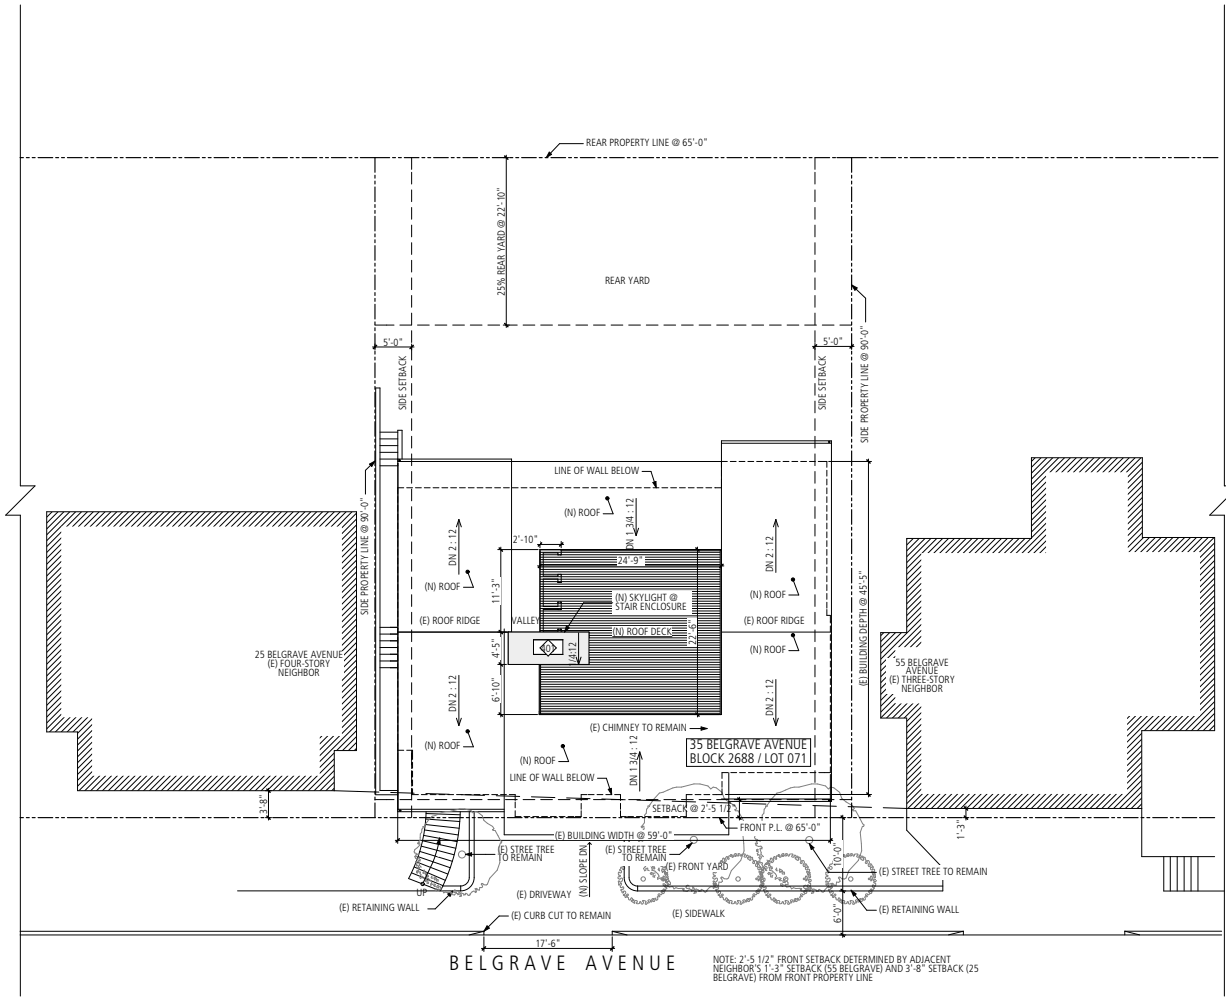 REAR PROPERTY LINE @ 65'-0"
25% REAR YARD @ 22'-10"
REAR YARD
5'-0"
5'-0"
SIDE SETBACK
SIDE SETBACK
SIDE PROPERTY LINE @ 90'-0"
SIDE PROPERTY LINE @ 90'-0"
LINE OF WALL BELOW
(N) ROOF
DN 1 3/4 : 12
DN 2 : 12
DN 2 : 12
2'-10"
24'-9"
11'-3"
(N) ROOF
(N) ROOF
(N) SKYLIGHT @
STAIR ENCLOSURE
(E) ROOF RIDGE
VALLEY
(N) ROOF DECK
22'-6"
(E) ROOF RIDGE
(E) BUILDING DEPTH @ 45'-5"
4'-5"
1/4:12
(N) ROOF
25 BELGRAVE AVENUE
(E) FOUR-STORY
NEIGHBOR
55 BELGRAVE
AVENUE
(E) THREE-STORY
NEIGHBOR
6'-10"
DN 2 : 12
DN 2 : 12
(E) CHIMNEY TO REMAIN
(N) ROOF
(N) ROOF
DN 1 3/4 : 12
35 BELGRAVE AVENUE
BLOCK 2688 / LOT 071
LINE OF WALL BELOW
3'-8"
SETBACK @ 2'-5 1/2"
FRONT P.L. @ 65'-0"
1'-3"
(E) BUILDING WIDTH @ 59'-0"
(E) STREE TREE
TO REMAIN
(N) SLOPE DN
(E) STREET TREE
TO REMAIN
(E) FRONT YARD
10'-0"
(E) STREET TREE TO REMAIN
UP
(E) DRIVEWAY
(E) RETAINING WALL
(E) CURB CUT TO REMAIN
(E) SIDEWALK
6'-0"
(E) RETAINING WALL
17'-6"
BELGRAVE AVENUE
NOTE: 2'-5 1/2" FRONT SETBACK DETERMINED BY ADJACENT
NEIGHBOR'S 1'-3" SETBACK (55 BELGRAVE) AND 3'-8" SETBACK (25
BELGRAVE) FROM FRONT PROPERTY LINE